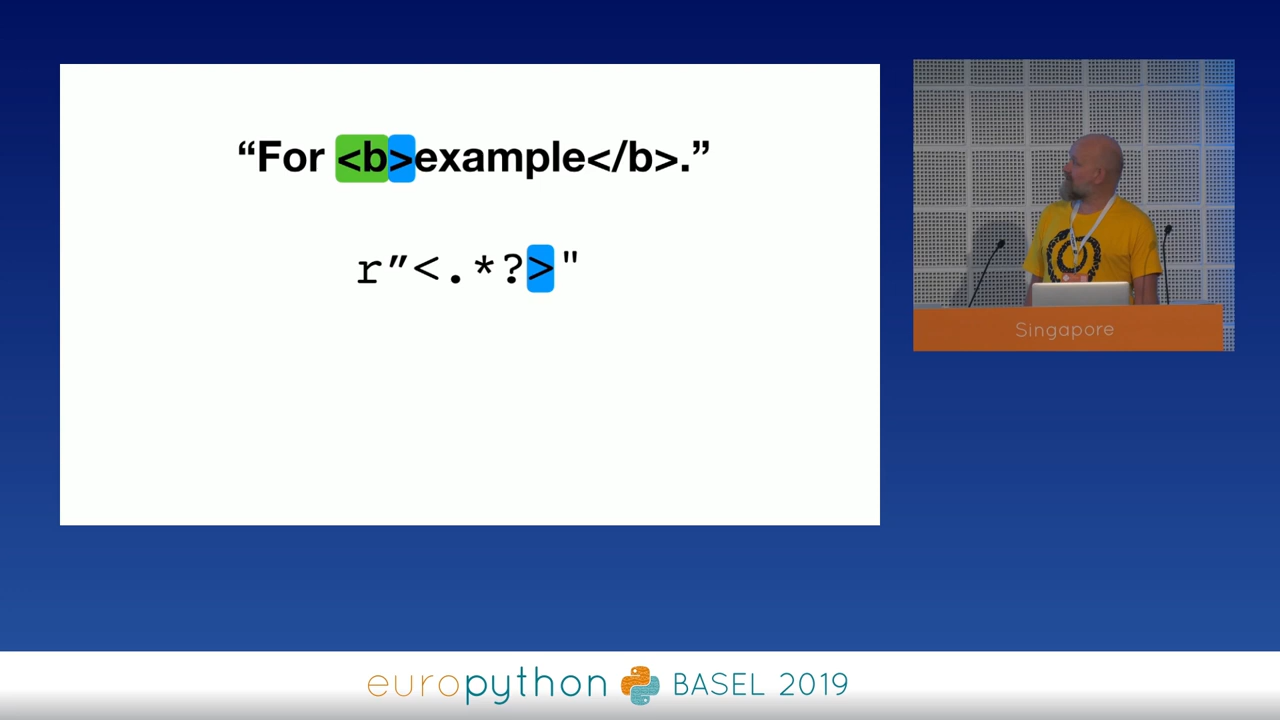 “For <b>example</b>.”
r”<.*?>"
Singapore
europython BASEL 2019